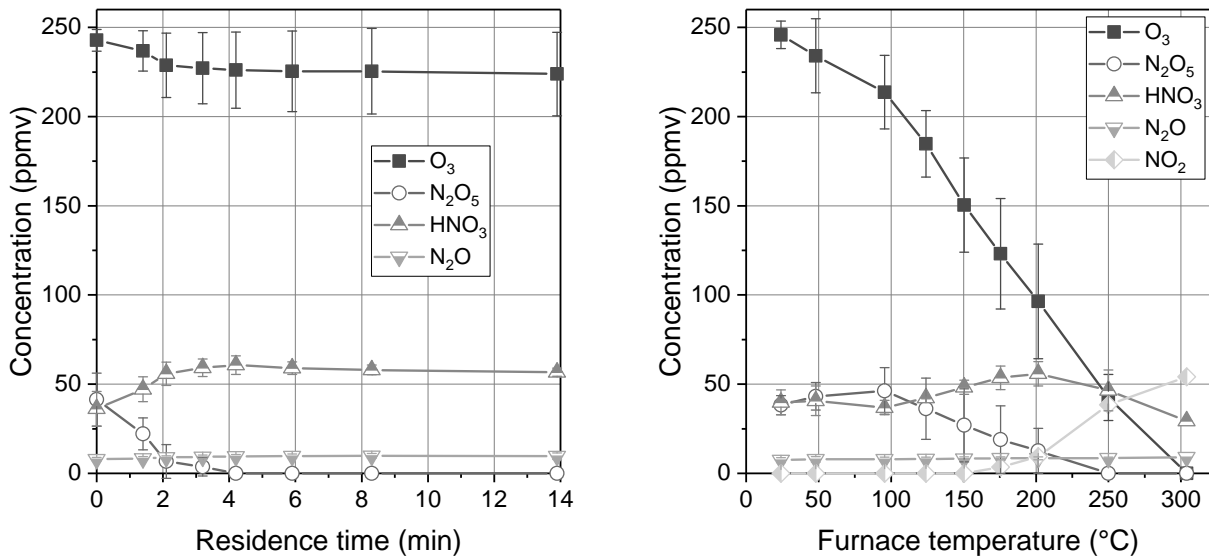 250
200
150
100
50
0
Concentration (ppmv)
O₃
N₂O₅
HNO₃
N₂O
0 2 4 6 8 10 12 14
Residence time (min)
250
200
150
100
50
0
Concentration (ppmv)
O₃
N₂O₅
HNO₃
N₂O
NO₂
0 50 100 150 200 250 300
Furnace temperature (°C)